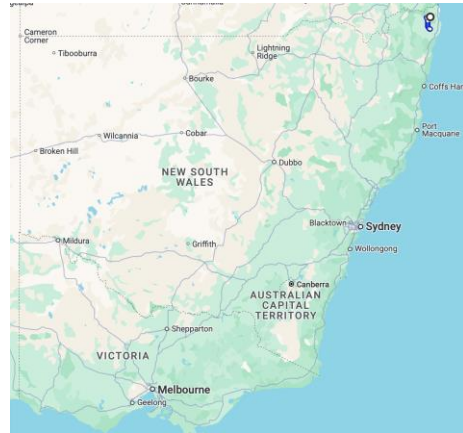 Cameron
Corner
Tibooburra
Lightning
Ridge
Bourke
Coffs Har
Wilcannia
Cobar
Port
Macquarie
Broken Hill
Dubbo
NEW SOUTH
WALES
Blacktown
Sydney
Mildura
Griffith
Wollongong
Canberra
AUSTRALIAN
CAPITAL
TERRITORY
Shepparton
VICTORIA
Melbourne
Geelong